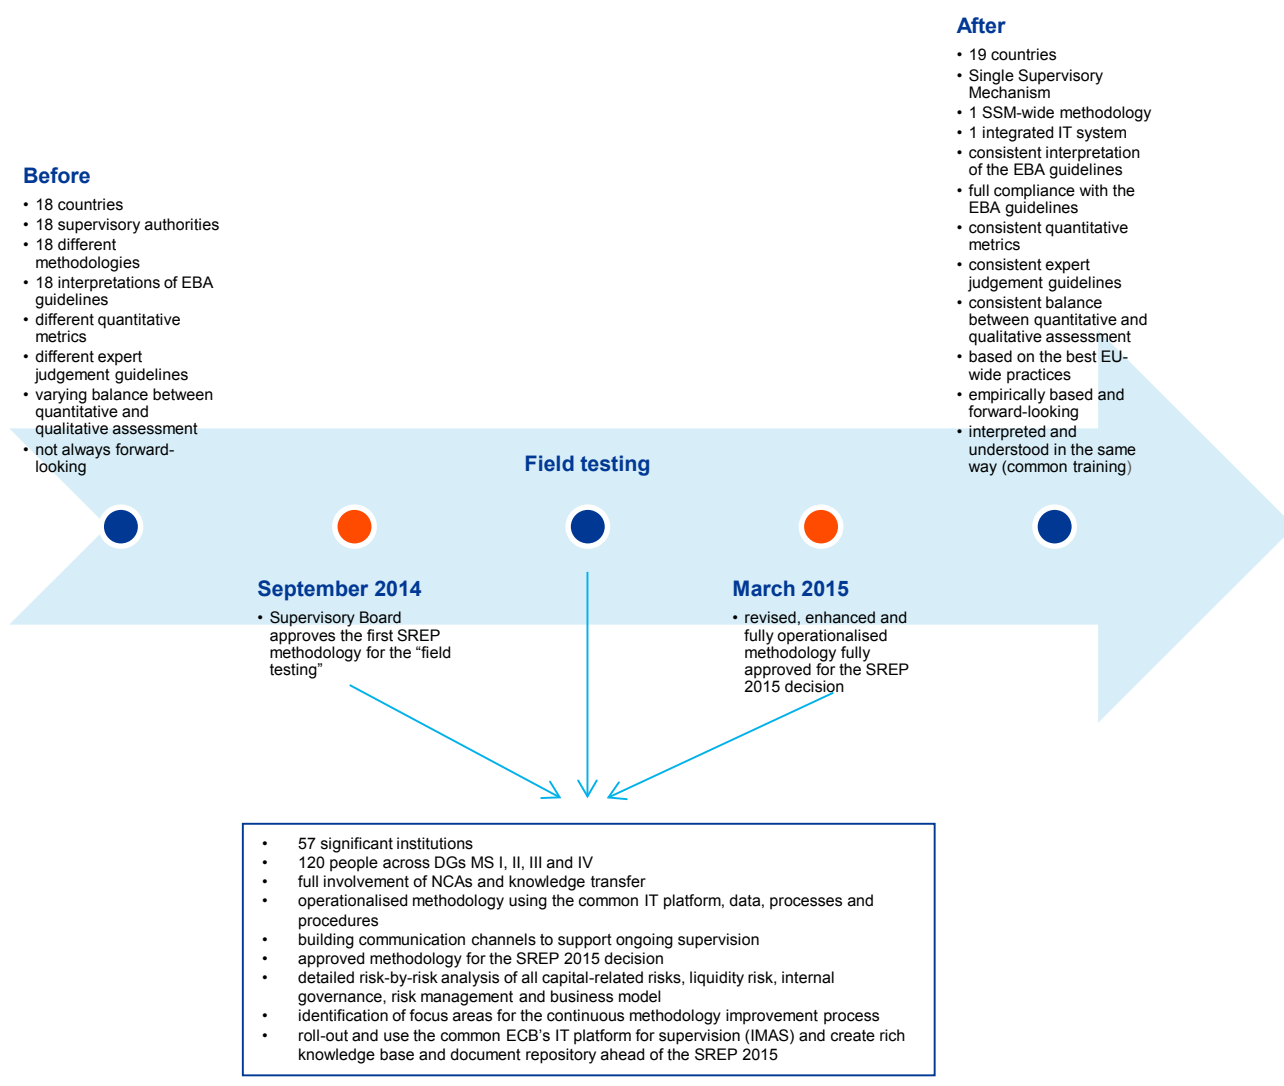 After
• 19 countries
• Single Supervisory
Mechanism
• 1 SSM-wide methodology
• 1 integrated IT system
• consistent interpretation
of the EBA guidelines
• full compliance with the
EBA guidelines
• consistent quantitative
metrics
• consistent expert
judgement guidelines
• consistent balance
between quantitative and
qualitative assessment
• based on the best EU-
wide practices
• empirically based and
forward-looking
• interpreted and
understood in the same
way (common training)
Before
• 18 countries
• 18 supervisory authorities
• 18 different
methodologies
• 18 interpretations of EBA
guidelines
• different quantitative
metrics
• different expert
judgement guidelines
• varying balance between
quantitative and
qualitative assessment
• not always forward-
looking
Field testing
September 2014
• Supervisory Board
approves the first SREP
methodology for the “field
testing”
March 2015
• revised, enhanced and
fully operationalised
methodology fully
approved for the SREP
2015 decision
• 57 significant institutions
• 120 people across DGs MS I, II, III and IV
• full involvement of NCAs and knowledge transfer
• operationalised methodology using the common IT platform, data, processes and
procedures
• building communication channels to support ongoing supervision
• approved methodology for the SREP 2015 decision
• detailed risk-by-risk analysis of all capital-related risks, liquidity risk, internal
governance, risk management and business model
• identification of focus areas for the continuous methodology improvement process
• roll-out and use the common ECB’s IT platform for supervision (IMAS) and create rich
knowledge base and document repository ahead of the SREP 2015